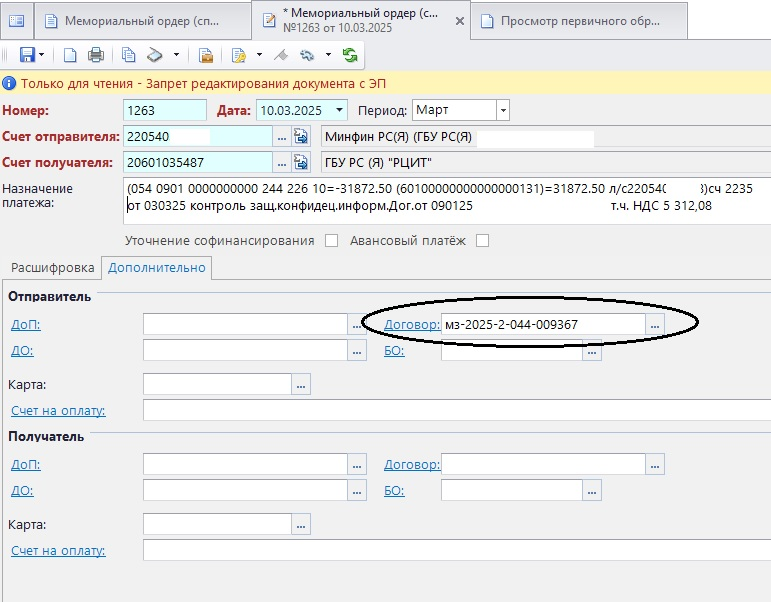 Мемориальный ордер (сп...
* Мемориальный ордер (с...
№1263 от 10.03.2025
Просмотр первичного обр...
Только для чтения - Запрет редактирования документа с ЭП
Номер: 1263 Дата: 10.03.2025 Период: Март
Счет отправителя: 220540 ... Минфин РС(Я) (ГБУ РС(Я)
Счет получателя: 20601035487 ... ГБУ РС (Я) "РЦИТ"
Назначение платежа:
(054 0901 0000000000 244 226 10=-31872.50 (60100000000000000131)=31872.50 л/с220540 )сч 2235
от 030325 контроль защ.конфидец.информ.Дог.от 090125 т.ч. НДС 5 312,08
Уточнение софинансирования Авансовый платёж
Расшифровка Дополнительно
Отправитель
ДоП: ... Договор: мз-2025-2-044-009367 ...
ДО: ... БО: ...
Карта: ...
Счет на оплату:
Получатель
ДоП: ... Договор: ...
ДО: ... БО: ...
Карта: ...
Счет на оплату: